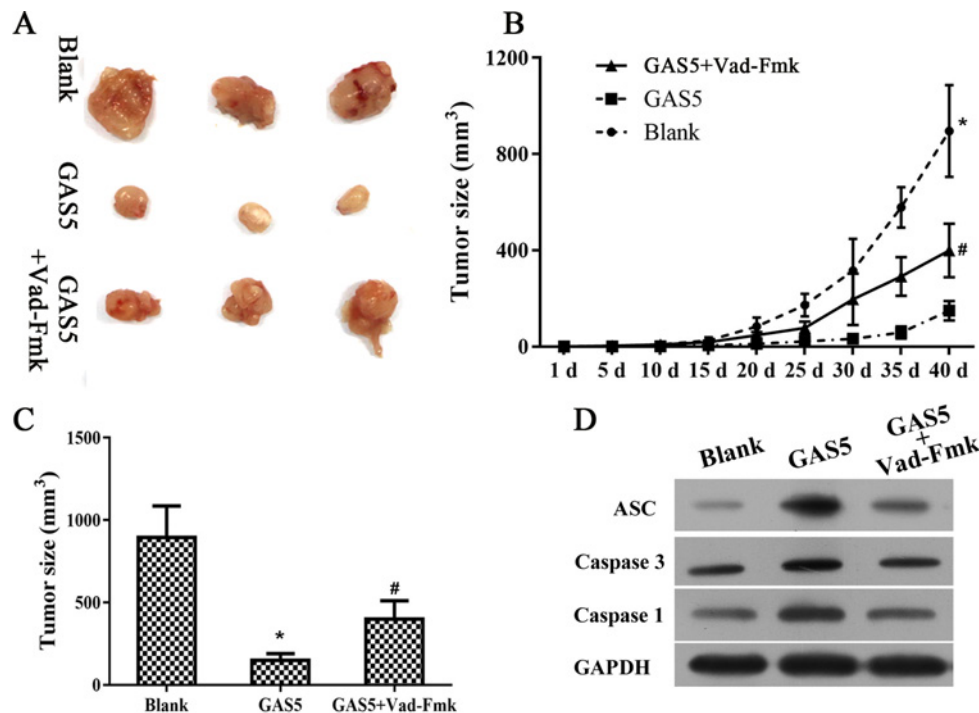 A
Blank
GAS5
GAS5
+Vad-Fmk
B
Tumor size (mm³)
1200
800
400
0
GAS5+Vad-Fmk
GAS5
Blank
*
#
1 d
5 d
10 d
15 d
20 d
25 d
30 d
35 d
40 d
C
Tumor size (mm³)
1500
1000
500
0
*
#
Blank
GAS5
GAS5+Vad-Fmk
D
Blank
GAS5
GAS5
+
Vad-Fmk
ASC
Caspase 3
Caspase 1
GAPDH